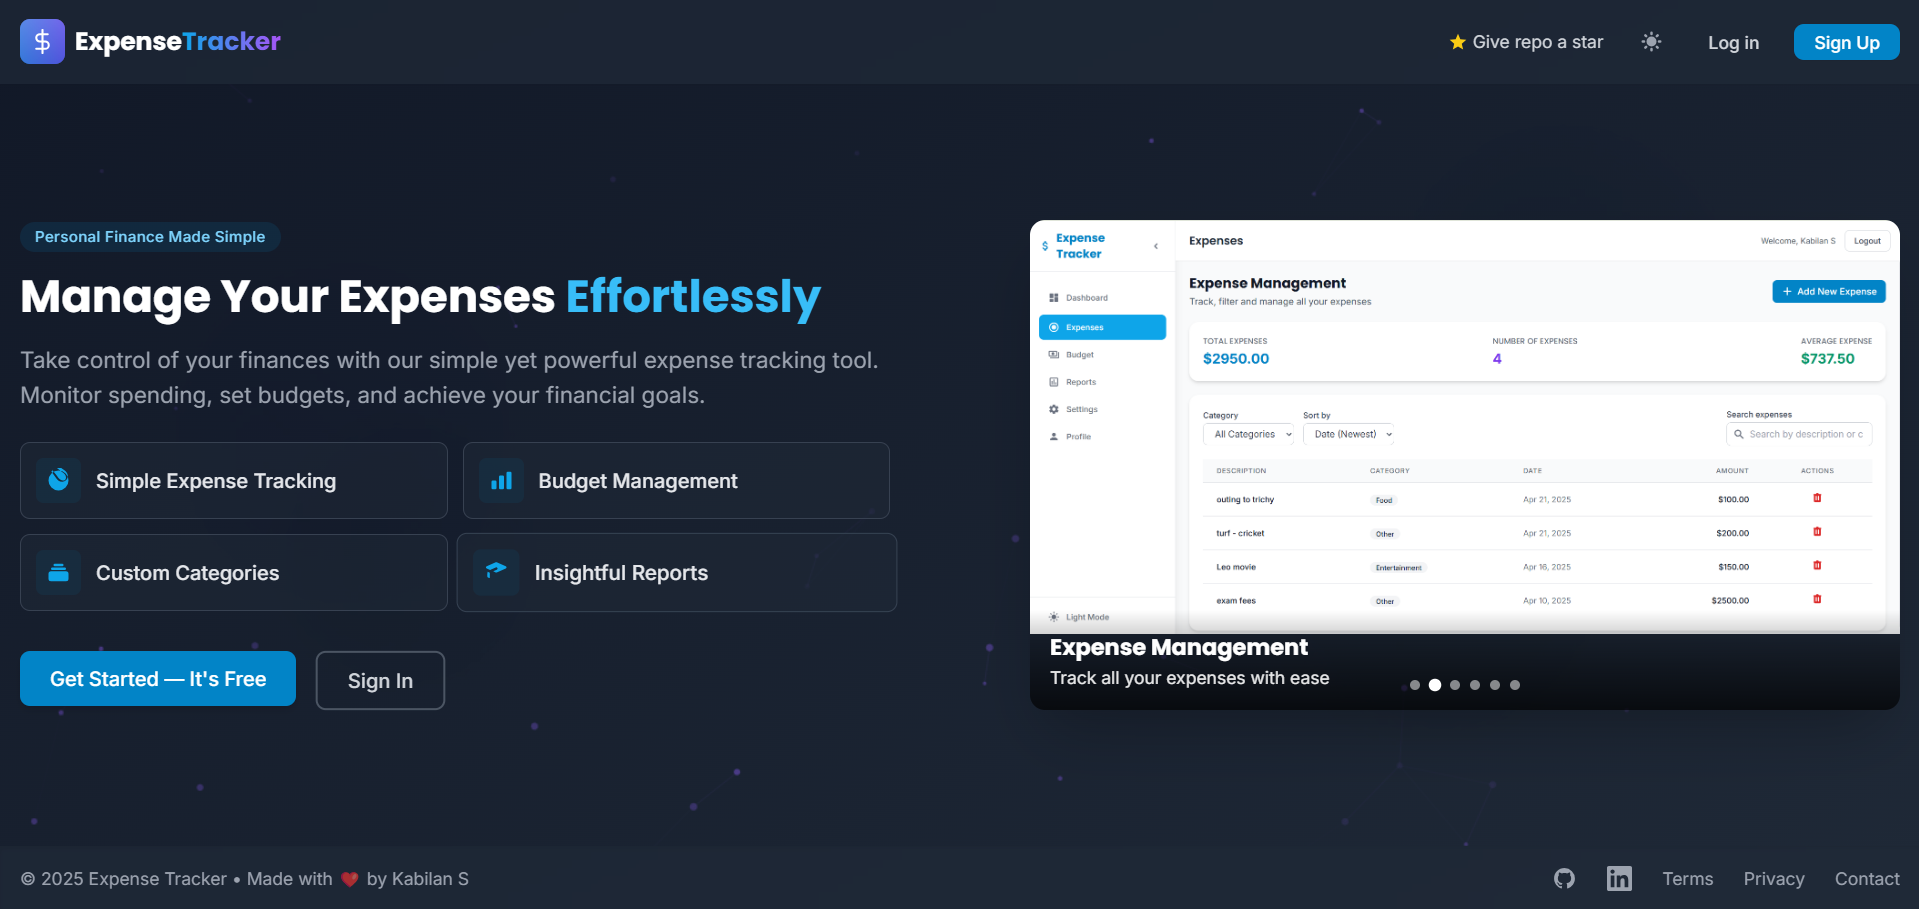 ExpenseTracker
⭐ Give repo a star
Log in
Sign Up
Personal Finance Made Simple
Manage Your Expenses Effortlessly
Take control of your finances with our simple yet powerful expense tracking tool.
Monitor spending, set budgets, and achieve your financial goals.
Simple Expense Tracking
Budget Management
Custom Categories
Insightful Reports
Get Started — It's Free
Sign In
Expense
Tracker
Dashboard
Expenses
Budget
Reports
Settings
Profile
Light Mode
Expenses
Welcome, Kabilan S
Logout
Expense Management
Track, filter and manage all your expenses
+ Add New Expense
TOTAL EXPENSES
$2950.00
NUMBER OF EXPENSES
4
AVERAGE EXPENSE
$737.50
Category
All Categories
Sort by
Date (Newest)
Search expenses
Search by description or c
DESCRIPTION CATEGORY DATE AMOUNT ACTIONS
outing to trichy Food Apr 21, 2025 $100.00
turf - cricket Other Apr 21, 2025 $200.00
Leo movie Entertainment Apr 16, 2025 $150.00
exam fees Other Apr 10, 2025 $2500.00
Expense Management
Track all your expenses with ease
© 2025 Expense Tracker • Made with ❤️ by Kabilan S
Terms
Privacy
Contact